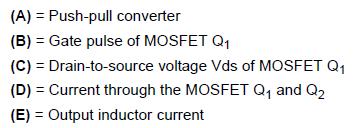 (A) = Push-pull converter
(B) = Gate pulse of MOSFET Q1
(C) = Drain-to-source voltage Vds of MOSFET Q1
(D) = Current through the MOSFET Q1 and Q2
(E) = Output inductor current